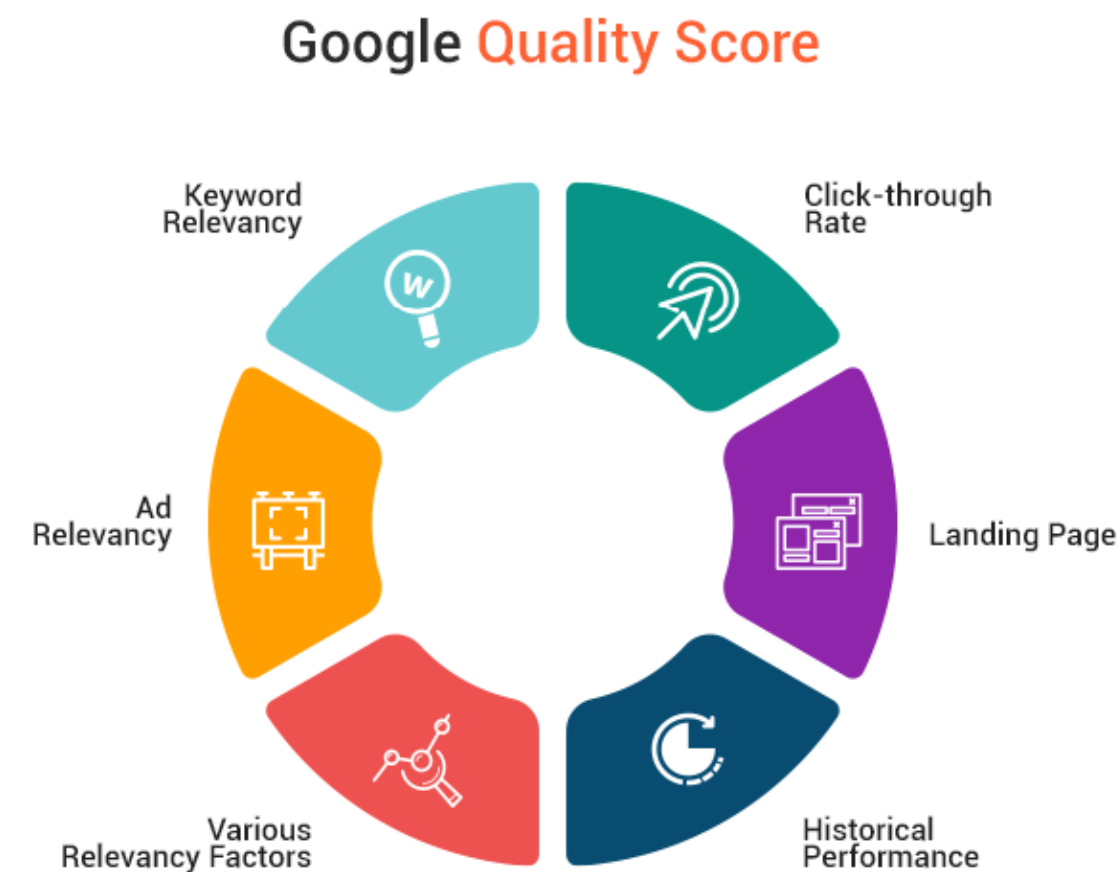 Google Quality Score
Keyword
Relevancy
Click-through
Rate
Ad
Relevancy
W
Landing Page
Various
Relevancy Factors
Historical
Performance